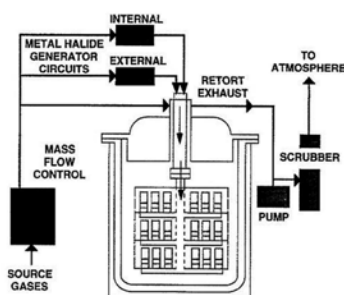 INTERNAL
METAL HALIDE
GENERATOR
CIRCUITS
EXTERNAL
RETORT
EXHAUST
TO
ATMOSPHERE
MASS
FLOW
CONTROL
SCRUBBER
PUMP
SOURCE
GASES